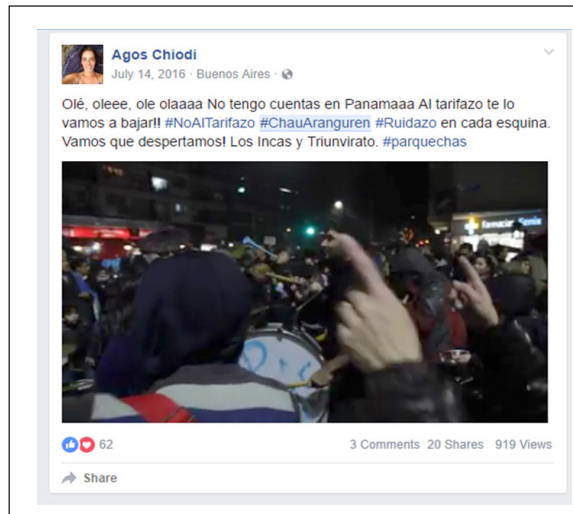 Agos Chiodi
July 14, 2016 · Buenos Aires ·
Olé, oleee, ole olaaaa No tengo cuentas en Panamaaa Al tarifazo te lo
vamos a bajar!! #NoAlTarifazo #ChauAranguren #Ruidazo en cada esquina.
Vamos que despertamos! Los Incas y Triunvirato. #parquechas
62
3 Comments 20 Shares 919 Views
Share